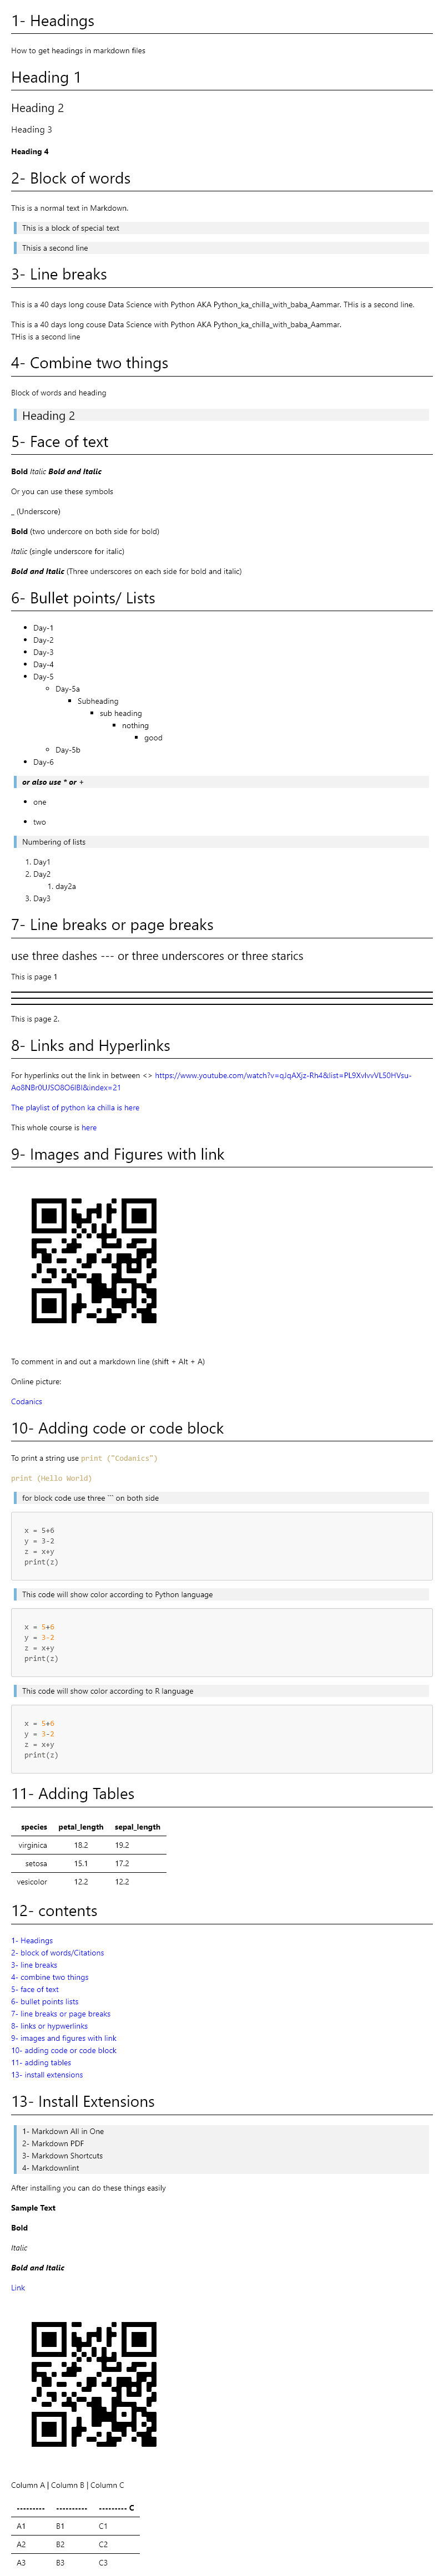 1- Headings
How to get headings in markdown files
Heading 1
Heading 2
Heading 3
Heading 4
2- Block of words
This is a normal text in Markdown.
This is a block of special text
Thisis a second line
3- Line breaks
This is a 40 days long couse Data Science with Python AKA Python_ka_chilla_with_baba_Aammar. THis is a second line.
This is a 40 days long couse Data Science with Python AKA Python_ka_chilla_with_baba_Aammar.
THis is a second line
4- Combine two things
Block of words and heading
Heading 2
5- Face of text
Bold Italic Bold and Italic
Or you can use these symbols
_ (Underscore)
Bold (two undercore on both side for bold)
Italic (single underscore for italic)
Bold and Italic (Three underscores on each side for bold and italic)
6- Bullet points/ Lists
• Day-1
• Day-2
• Day-3
• Day-4
• Day-5
◦ Day-5a
▪ Subheading
▪ sub heading
▪ nothing
▪ good
◦ Day-5b
• Day-6
or also use * or +
• one
• two
Numbering of lists
1. Day1
2. Day2
1. day2a
3. Day3
7- Line breaks or page breaks
use three dashes --- or three underscores or three starics
This is page 1
This is page 2.
8- Links and Hyperlinks
For hyperlinks out the link in between <> https://www.youtube.com/watch?v=qJqAXjz-Rh4&list=PL9XvIvvVL50HVsu-
Ao8NBr0UJSO8O6lBI&index=21
The playlist of python ka chilla is here
This whole course is here
9- Images and Figures with link
To comment in and out a markdown line (shift + Alt + A)
Online picture:
Codanics
10- Adding code or code block
To print a string use print ("Codanics")
print (Hello World)
for block code use three ``` on both side
x = 5+6
y = 3-2
z = x+y
print(z)
This code will show color according to Python language
x = 5+6
y = 3-2
z = x+y
print(z)
This code will show color according to R language
x = 5+6
y = 3-2
z = x+y
print(z)
11- Adding Tables
species petal_length sepal_length
virginica 18.2 19.2
setosa 15.1 17.2
vesicolor 12.2 12.2
12- contents
1- Headings
2- block of words/Citations
3- line breaks
4- combine two things
5- face of text
6- bullet points lists
7- line breaks or page breaks
8- links or hypwerlinks
9- images and figures with link
10- adding code or code block
11- adding tables
13- install extensions
13- Install Extensions
1- Markdown All in One
2- Markdown PDF
3- Markdown Shortcuts
4- Markdownlint
After installing you can do these things easily
Sample Text
Bold
Italic
Bold and Italic
Link
Column A | Column B | Column C
--------- ---------- --------- C
A1 B1 C1
A2 B2 C2
A3 B3 C3